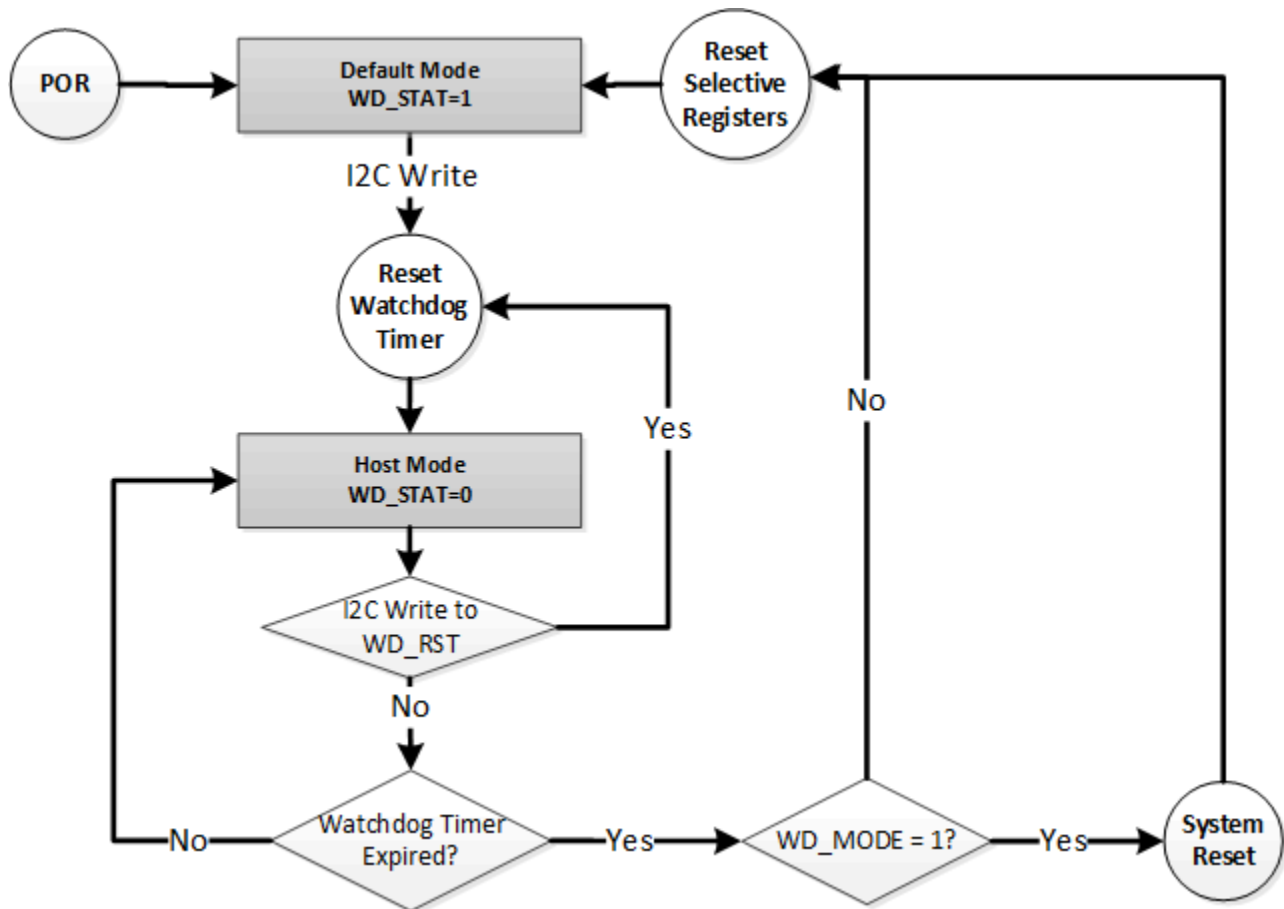 POR
Default Mode
WD_STAT=1
Reset
Selective
Registers
I2C Write
Reset
Watchdog
Timer
Yes
No
Host Mode
WD_STAT=0
I2C Write to
WD_RST
No
No
Watchdog Timer
Expired?
Yes
WD_MODE = 1?
Yes
System
Reset